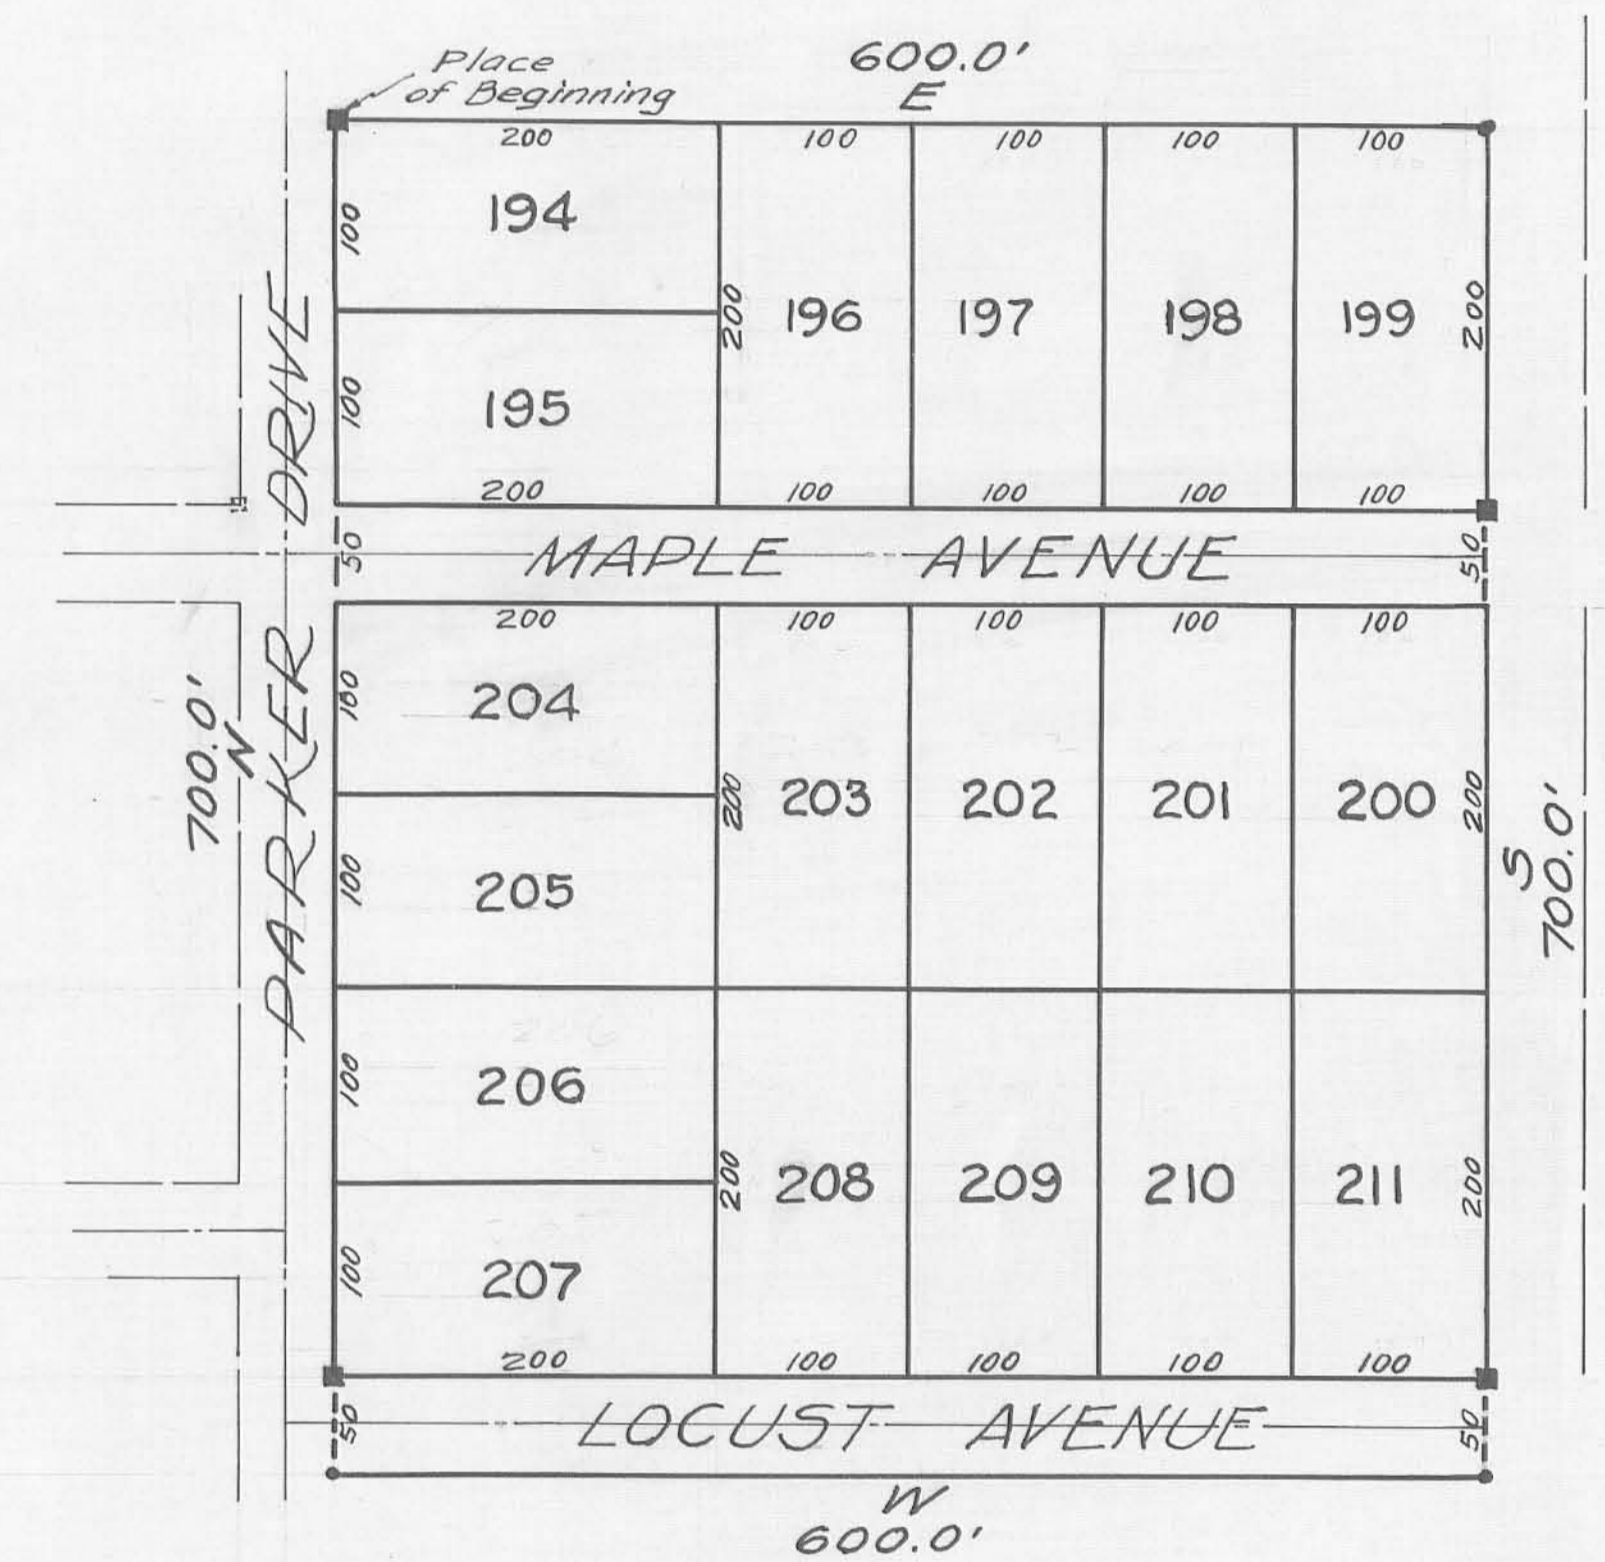 Place
of Beginning
600.0'
E
200 100 100 100 100
100
194
200 196 197 198 199 200
100
195
200 100 100 100 100
50 MAPLE AVENUE 50
PARKER DRIVE
700.0'
N
200 100 100 100 100
100
204
200 203 202 201 200 200
S
700.0'
100
205
100
206
200 208 209 210 211 200
100
207
200 100 100 100 100
50 LOCUST AVENUE 50
W
600.0'